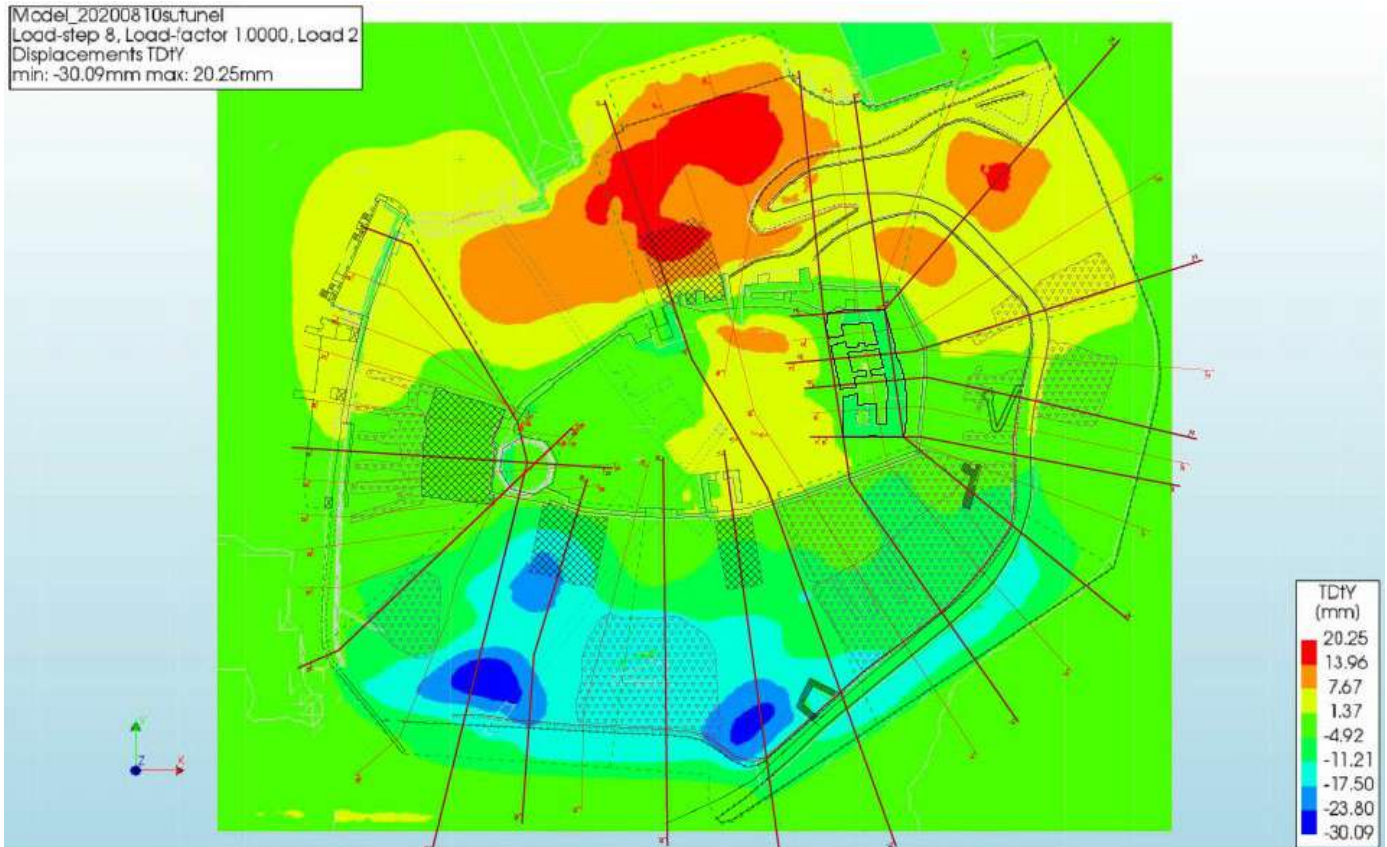 Model_20200810sutunel
Load-step 8, Load-factor 1.0000, Load 2
Displacements TDtY
min: -30.09mm max: 20.25mm
TDtY
(mm)
20.25
13.96
7.67
1.37
-4.92
-11.21
-17.50
-23.80
-30.09
Y
Z
X